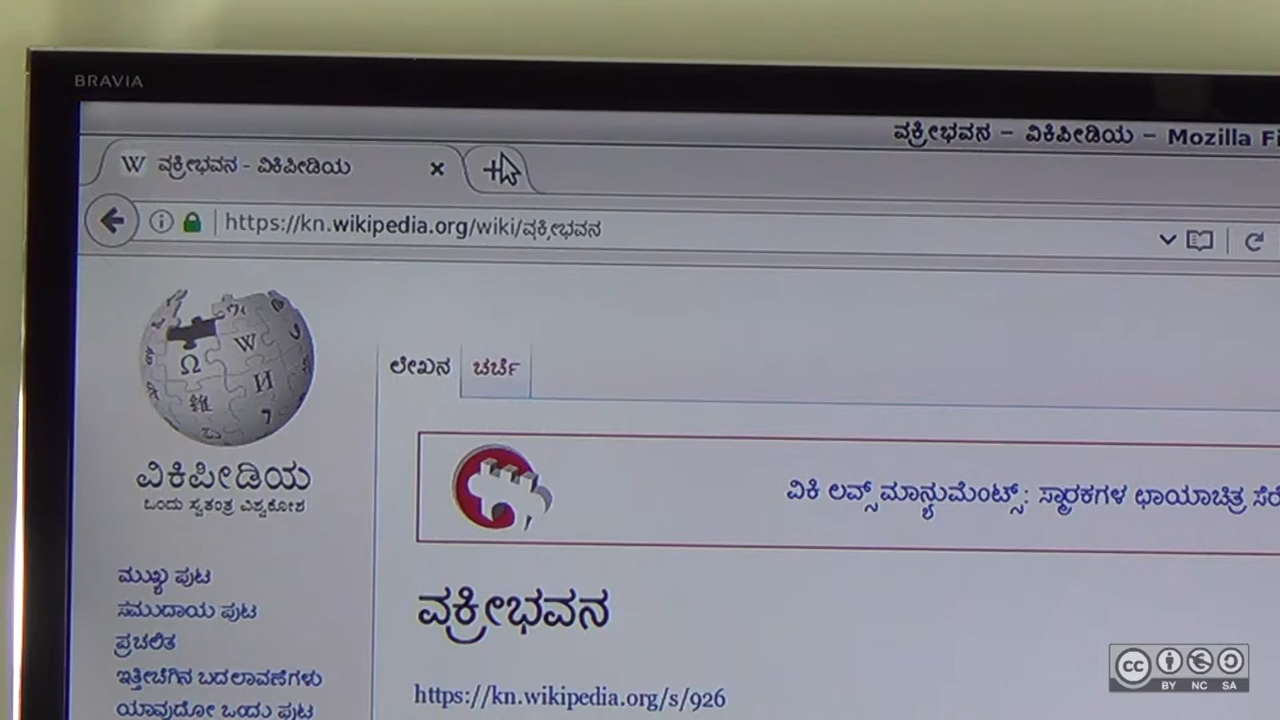 BRAVIA
ವಕ್ರೀಭವನ – ವಿಕಿಪೀಡಿಯ – Mozilla Fi
W ವಕ್ರೀಭವನ - ವಿಕಿಪೀಡಿಯ
https://kn.wikipedia.org/wiki/ವಕ್ರೀಭವನ
ವಿಕಿಪೀಡಿಯ
ಒಂದು ಸ್ವತಂತ್ರ ವಿಶ್ವಕೋಶ
ಲೇಖನ ಚರ್ಚೆ
ವಿಕಿ ಲವ್ಸ್ ಮಾನ್ಯುಮೆಂಟ್ಸ್: ಸ್ಮಾರಕಗಳ ಛಾಯಾಚಿತ್ರ ಸೆರೆ
ವಕ್ರೀಭವನ
https://kn.wikipedia.org/s/926
ಮುಖ್ಯ ಪುಟ
ಸಮುದಾಯ ಪುಟ
ಪ್ರಚಲಿತ
ಇತ್ತೀಚೆಗಿನ ಬದಲಾವಣೆಗಳು
ಯಾವುದೋ ಒಂದು ಪುಟ
cc BY NC SA